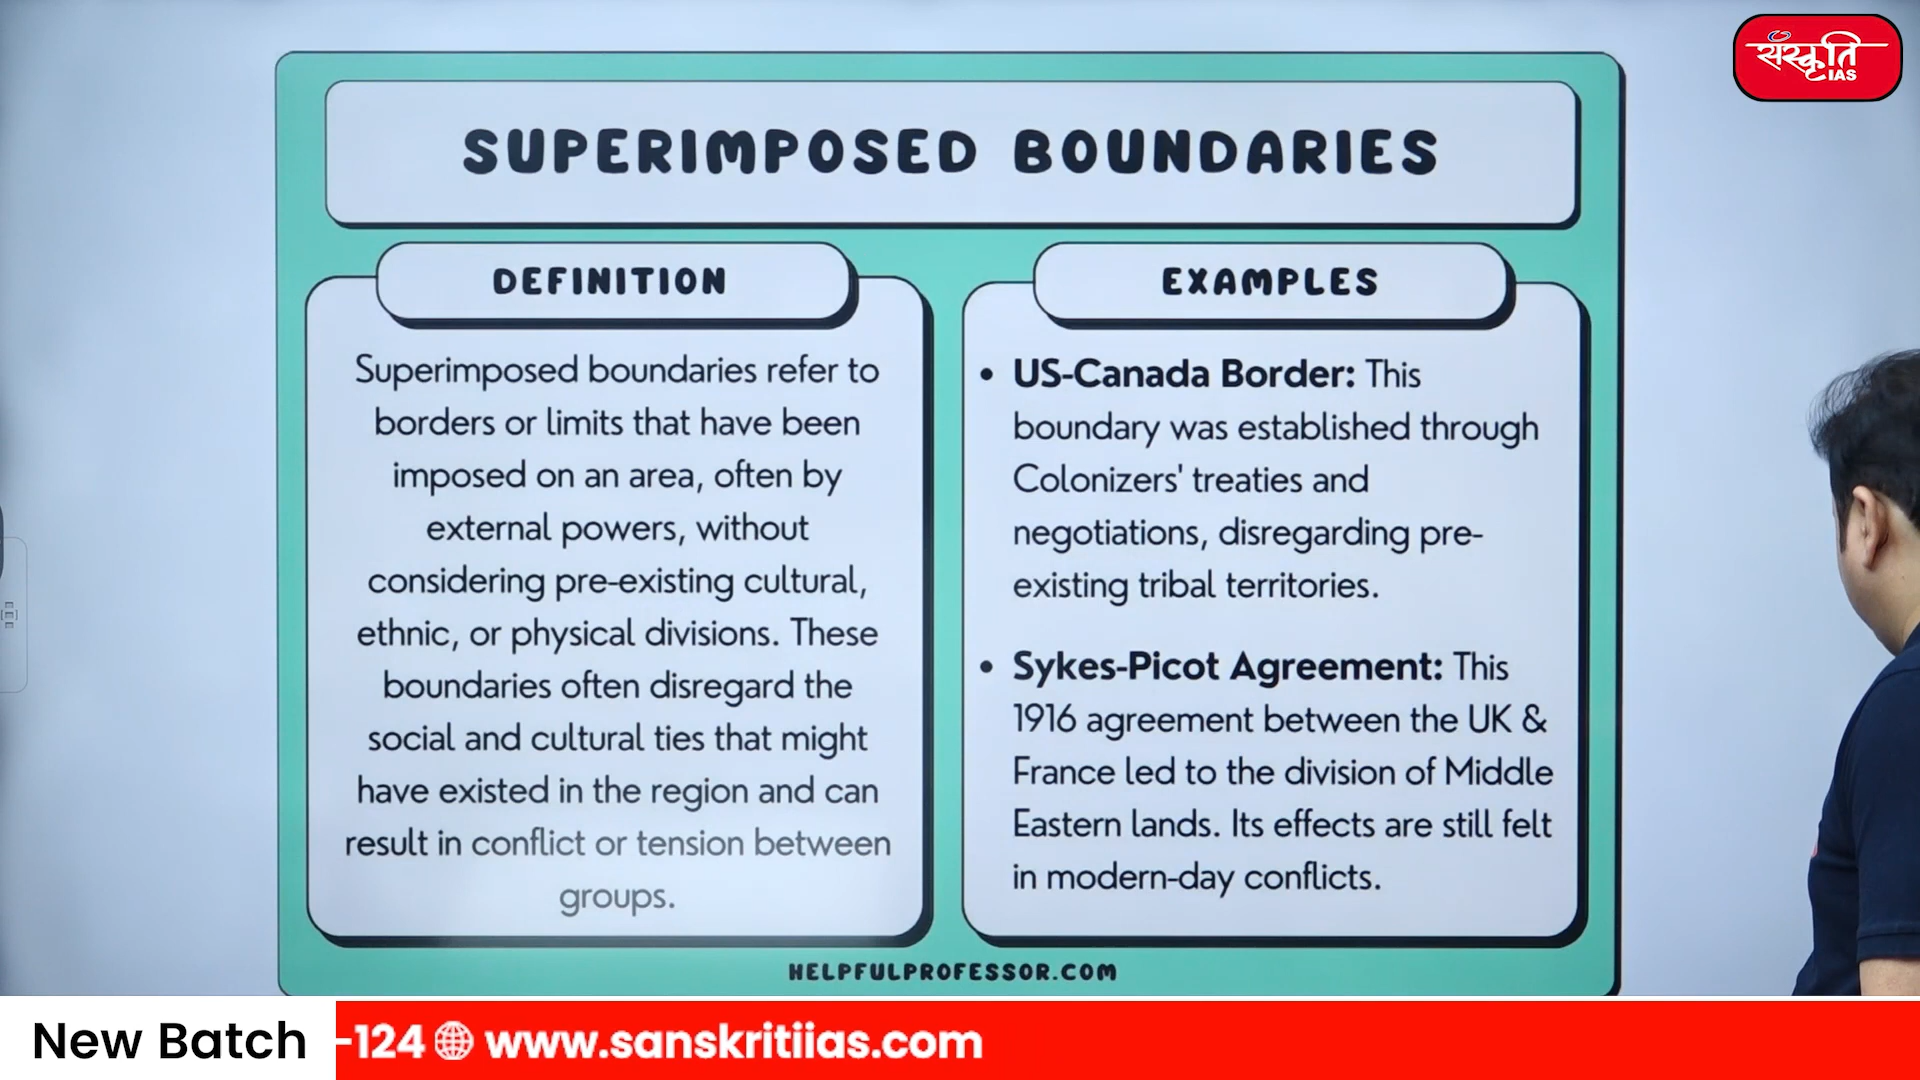 संस्कृति
IAS
SUPERIMPOSED BOUNDARIES
DEFINITION
Superimposed boundaries refer to
borders or limits that have been
imposed on an area, often by
external powers, without
considering pre-existing cultural,
ethnic, or physical divisions. These
boundaries often disregard the
social and cultural ties that might
have existed in the region and can
result in conflict or tension between
groups.
EXAMPLES
• US-Canada Border: This
boundary was established through
Colonizers' treaties and
negotiations, disregarding pre-
existing tribal territories.
• Sykes-Picot Agreement: This
1916 agreement between the UK &
France led to the division of Middle
Eastern lands. Its effects are still felt
in modern-day conflicts.
HELPFULPROFESSOR.COM
New Batch
-124 www.sanskritiias.com